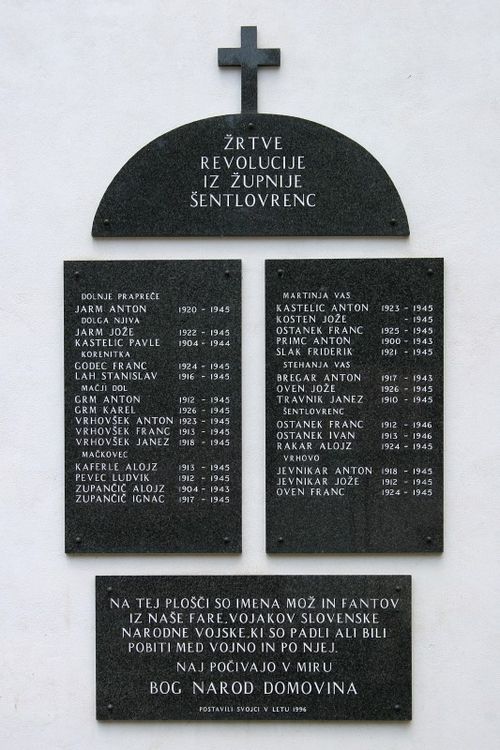 ŽRTVE
REVOLUCIJE
IZ ŽUPNIJE
ŠENTLOVRENC
DOLNJE PRAPREČE
JARM ANTON 1920 - 1945
DOLGA NJIVA
JARM JOŽE 1922 - 1945
KASTELIC PAVLE 1904 - 1944
KORENITKA
GODEC FRANC 1924 - 1945
LAH STANISLAV 1916 - 1945
MAČJI DOL
GRM ANTON 1912 - 1945
GRM KAREL 1926 - 1945
VRHOVŠEK ANTON 1923 - 1945
VRHOVŠEK FRANC 1913 - 1945
VRHOVŠEK JANEZ 1918 - 1945
MAČKOVEC
KAFERLE ALOJZ 1913 - 1945
PEVEC LUDVIK 1912 - 1945
ZUPANČIČ ALOJZ 1904 - 1943
ZUPANČIČ IGNAC 1917 - 1945
MARTINJA VAS
KASTELIC ANTON 1923 - 1945
KOSTEN JOŽE - 1945
OSTANEK FRANC 1925 - 1945
PRIMC ANTON 1900 - 1943
SLAK FRIDERIK 1921 - 1945
STEHANJA VAS
BREGAR ANTON 1917 - 1943
OVEN JOŽE 1926 - 1945
TRAVNIK JANEZ 1910 - 1945
ŠENTLOVRENC
OSTANEK FRANC 1912 - 1946
OSTANEK IVAN 1913 - 1946
RAKAR ALOJZ 1924 - 1945
VRHOVO
JEVNIKAR ANTON 1918 - 1945
JEVNIKAR JOŽE 1912 - 1945
OVEN FRANC 1924 - 1945
NA TEJ PLOŠČI SO IMENA MOŽ IN FANTOV
IZ NAŠE FARE, VOJAKOV SLOVENSKE
NARODNE VOJSKE, KI SO PADLI ALI BILI
POBITI MED VOJNO IN PO NJEJ.
NAJ POČIVAJO V MIRU
BOG NAROD DOMOVINA
POSTAVILI SVOJCI V LETU 1996